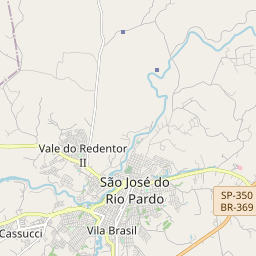 Vale do Redentor
II
São José do
Rio Pardo
SP-350
BR-369
Cassucci
Vila Brasil